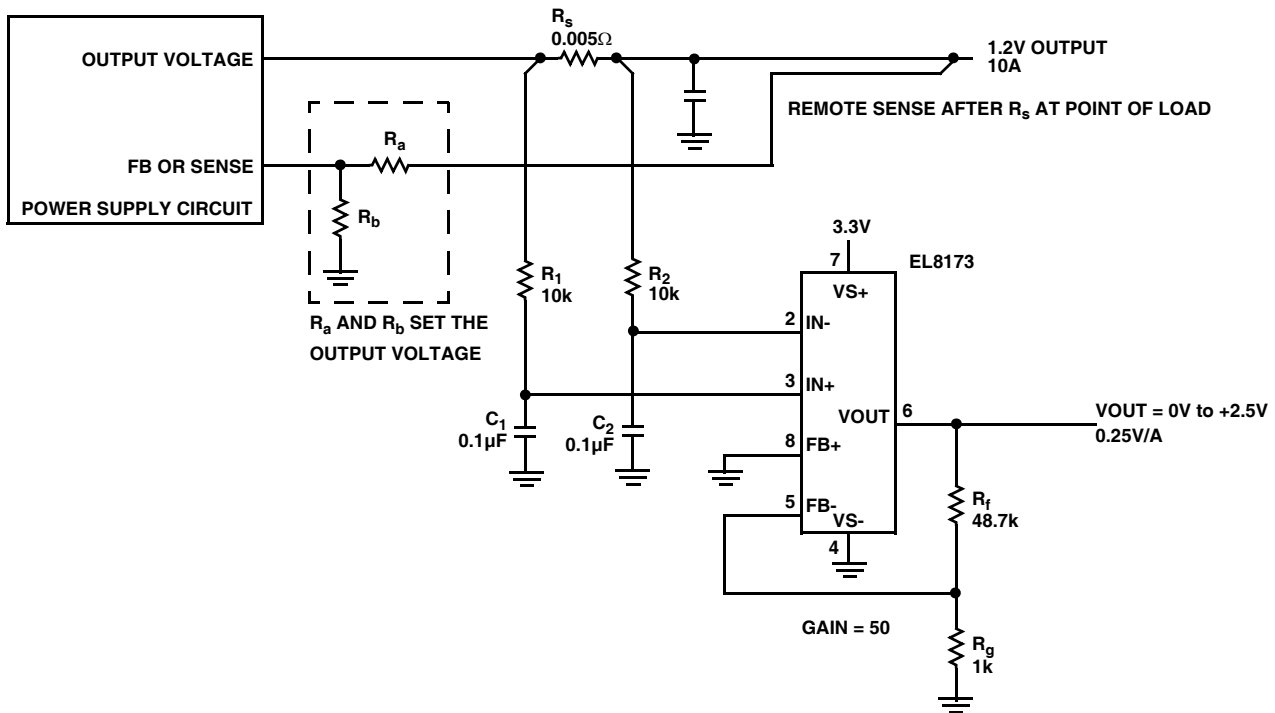 Rs
0.005Ω
OUTPUT VOLTAGE
1.2V OUTPUT
10A
REMOTE SENSE AFTER Rs AT POINT OF LOAD
Ra
FB OR SENSE
POWER SUPPLY CIRCUIT
Rb
3.3V
7
EL8173
VS+
R1
10k
R2
10k
Ra AND Rb SET THE
OUTPUT VOLTAGE
2 IN-
3 IN+
VOUT 6
VOUT = 0V to +2.5V
0.25V/A
C1
0.1µF
C2
0.1µF
8 FB+
5 FB-
VS-
4
Rf
48.7k
GAIN = 50
Rg
1k